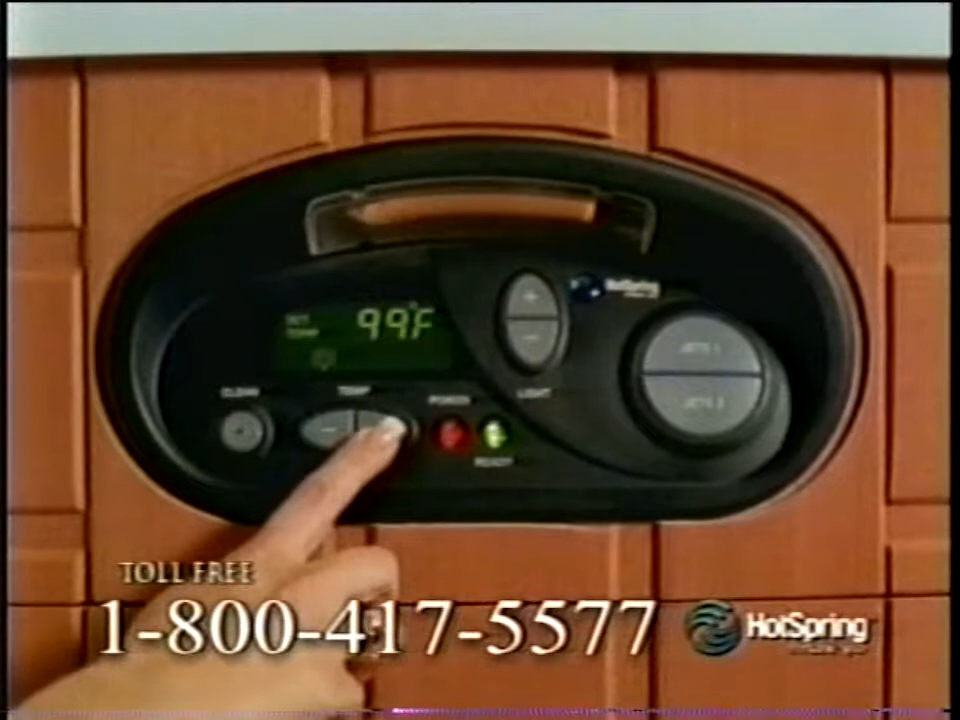 SET
TEMP
99°F
+
-
HotSpring
CLEAN
TEMP
-
POWER
READY
LIGHT
JETS 1
JETS 2
TOLL FREE
1-800-417-5577
HotSpring